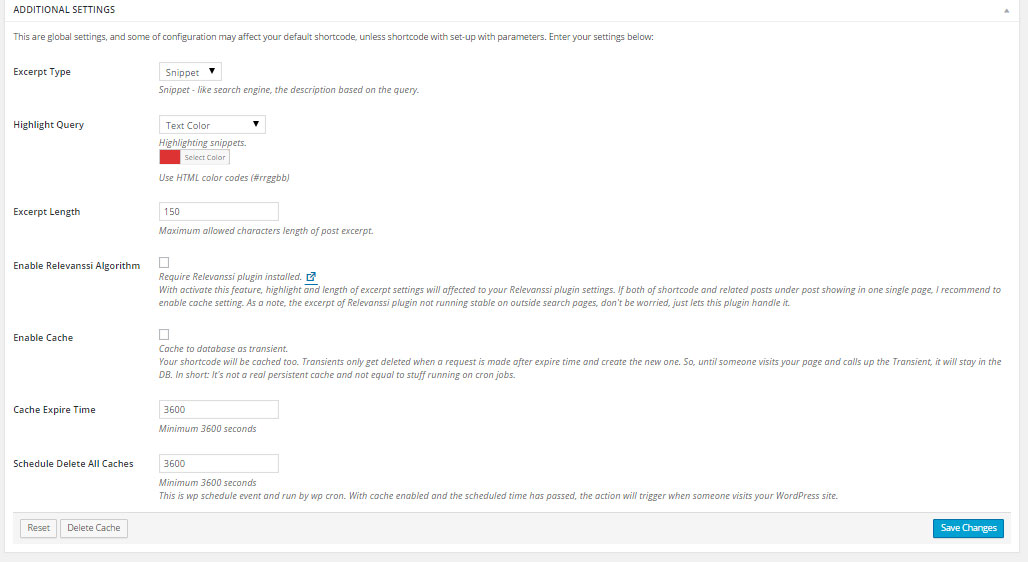 ADDITIONAL SETTINGS
This are global settings, and some of configuration may affect your default shortcode, unless shortcode with set-up with parameters. Enter your settings below:
Excerpt Type
Snippet
Snippet - like search engine, the description based on the query.
Highlight Query
Text Color
Highlighting snippets.
Select Color
Use HTML color codes (#rrggbb)
Excerpt Length
150
Maximum allowed characters length of post excerpt.
Enable Relevanssi Algorithm
Require Relevanssi plugin installed.
With activate this feature, highlight and length of excerpt settings will affected to your Relevanssi plugin settings. If both of shortcode and related posts under post showing in one single page, I recommend to
enable cache setting. As a note, the excerpt of Relevanssi plugin not running stable on outside search pages, don't be worried, just lets this plugin handle it.
Enable Cache
Cache to database as transient.
Your shortcode will be cached too. Transients only get deleted when a request is made after expire time and create the new one. So, until someone visits your page and calls up the Transient, it will stay in the
DB. In short: It's not a real persistent cache and not equal to stuff running on cron jobs.
Cache Expire Time
3600
Minimum 3600 seconds
Schedule Delete All Caches
3600
Minimum 3600 seconds
This is wp schedule event and run by wp cron. With cache enabled and the scheduled time has passed, the action will trigger when someone visits your WordPress site.
Reset
Delete Cache
Save Changes